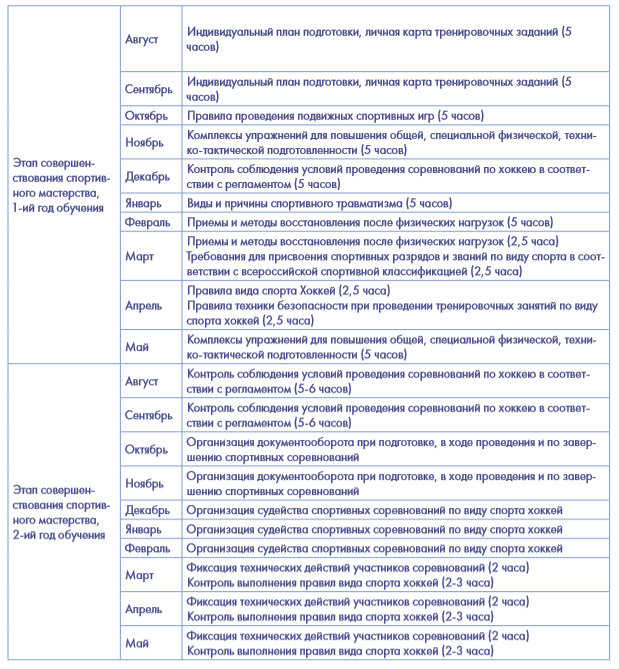 Этап совершен-
ствования спортив-
ного мастерства,
1-ий год обучения
Август
Индивидуальный план подготовки, личная карта тренировочных заданий (5
часов)
Сентябрь
Индивидуальный план подготовки, личная карта тренировочных заданий (5
часов)
Октябрь
Правила проведения подвижных спортивных игр (5 часов)
Ноябрь
Комплексы упражнений для повышения общей, специальной физической, техни-
ко-тактической подготовленности (5 часов)
Декабрь
Контроль соблюдения условий проведения соревнований по хоккею в соответ-
ствии с регламентом (5 часов)
Январь
Виды и причины спортивного травматизма (5 часов)
Февраль
Приемы и методы восстановления после физических нагрузок (5 часов)
Март
Приемы и методы восстановления после физических нагрузок (2,5 часа)
Требования для присвоения спортивных разрядов и званий по виду спорта в соот-
ветствии с всероссийской спортивной классификацией (2,5 часа)
Апрель
Правила вида спорта Хоккей (2,5 часа)
Правила техники безопасности при проведении тренировочных занятий по виду
спорта хоккей (2,5 часа)
Май
Комплексы упражнений для повышения общей, специальной физической, техни-
ко-тактической подготовленности (5 часов)
Этап совершен-
ствования спортив-
ного мастерства,
2-ий год обучения
Август
Контроль соблюдения условий проведения соревнований по хоккею в соответ-
ствии с регламентом (5-6 часов)
Сентябрь
Контроль соблюдения условий проведения соревнований по хоккею в соответ-
ствии с регламентом (5-6 часов)
Октябрь
Организация документооборота при подготовке, в ходе проведения и по завер-
шению спортивных соревнований
Ноябрь
Организация документооборота при подготовке, в ходе проведения и по завер-
шению спортивных соревнований
Декабрь
Организация судейства спортивных соревнований по виду спорта хоккей
Январь
Организация судейства спортивных соревнований по виду спорта хоккей
Февраль
Организация судейства спортивных соревнований по виду спорта хоккей
Март
Фиксация технических действий участников соревнований (2 часа)
Контроль выполнения правил вида спорта хоккей (2-3 часа)
Апрель
Фиксация технических действий участников соревнований (2 часа)
Контроль выполнения правил вида спорта хоккей (2-3 часа)
Май
Фиксация технических действий участников соревнований (2 часа)
Контроль выполнения правил вида спорта хоккей (2-3 часа)